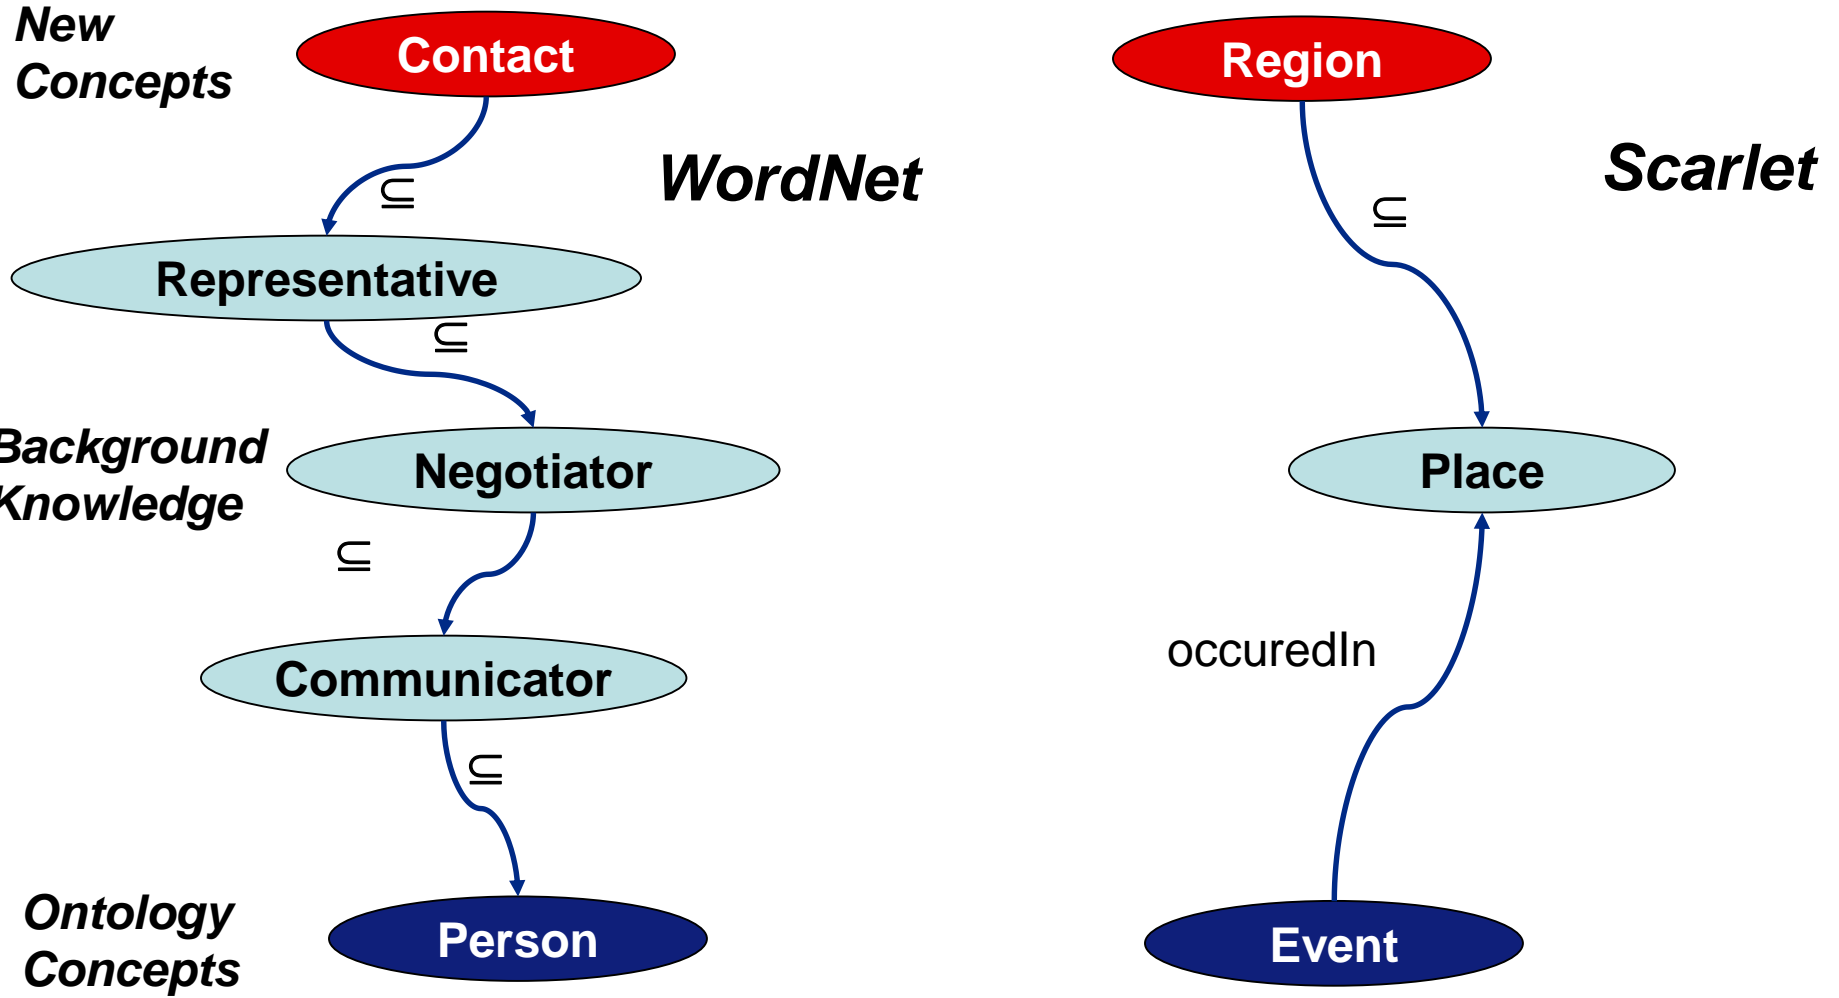 New
Concepts
Contact
Region
WordNet
Scarlet
⊆
⊆
Representative
⊆
Background
Knowledge
Negotiator
Place
⊆
occuredIn
Communicator
⊆
Ontology
Concepts
Person
Event